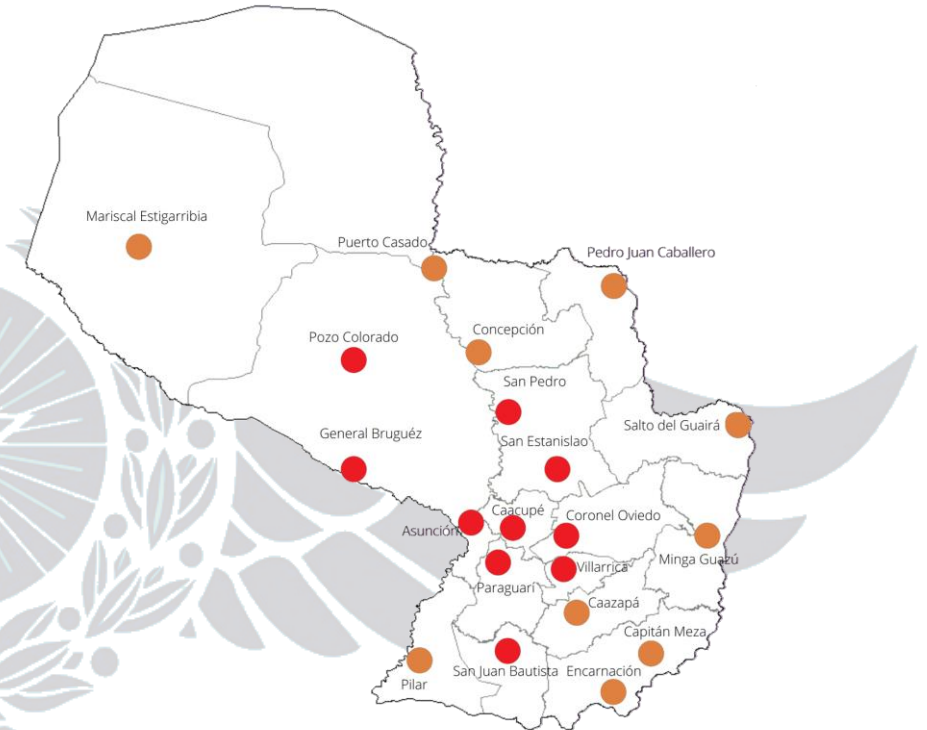 Mariscal Estigarribia
Puerto Casado
Pedro Juan Caballero
Pozo Colorado
Concepción
San Pedro
General Bruguéz
San Estanislao
Salto del Guairá
Caacupé
Coronel Oviedo
Asunción
Minga Guazú
Villarrica
Paraguarí
Caazapá
Capitán Meza
San Juan Bautista
Encarnación
Pilar